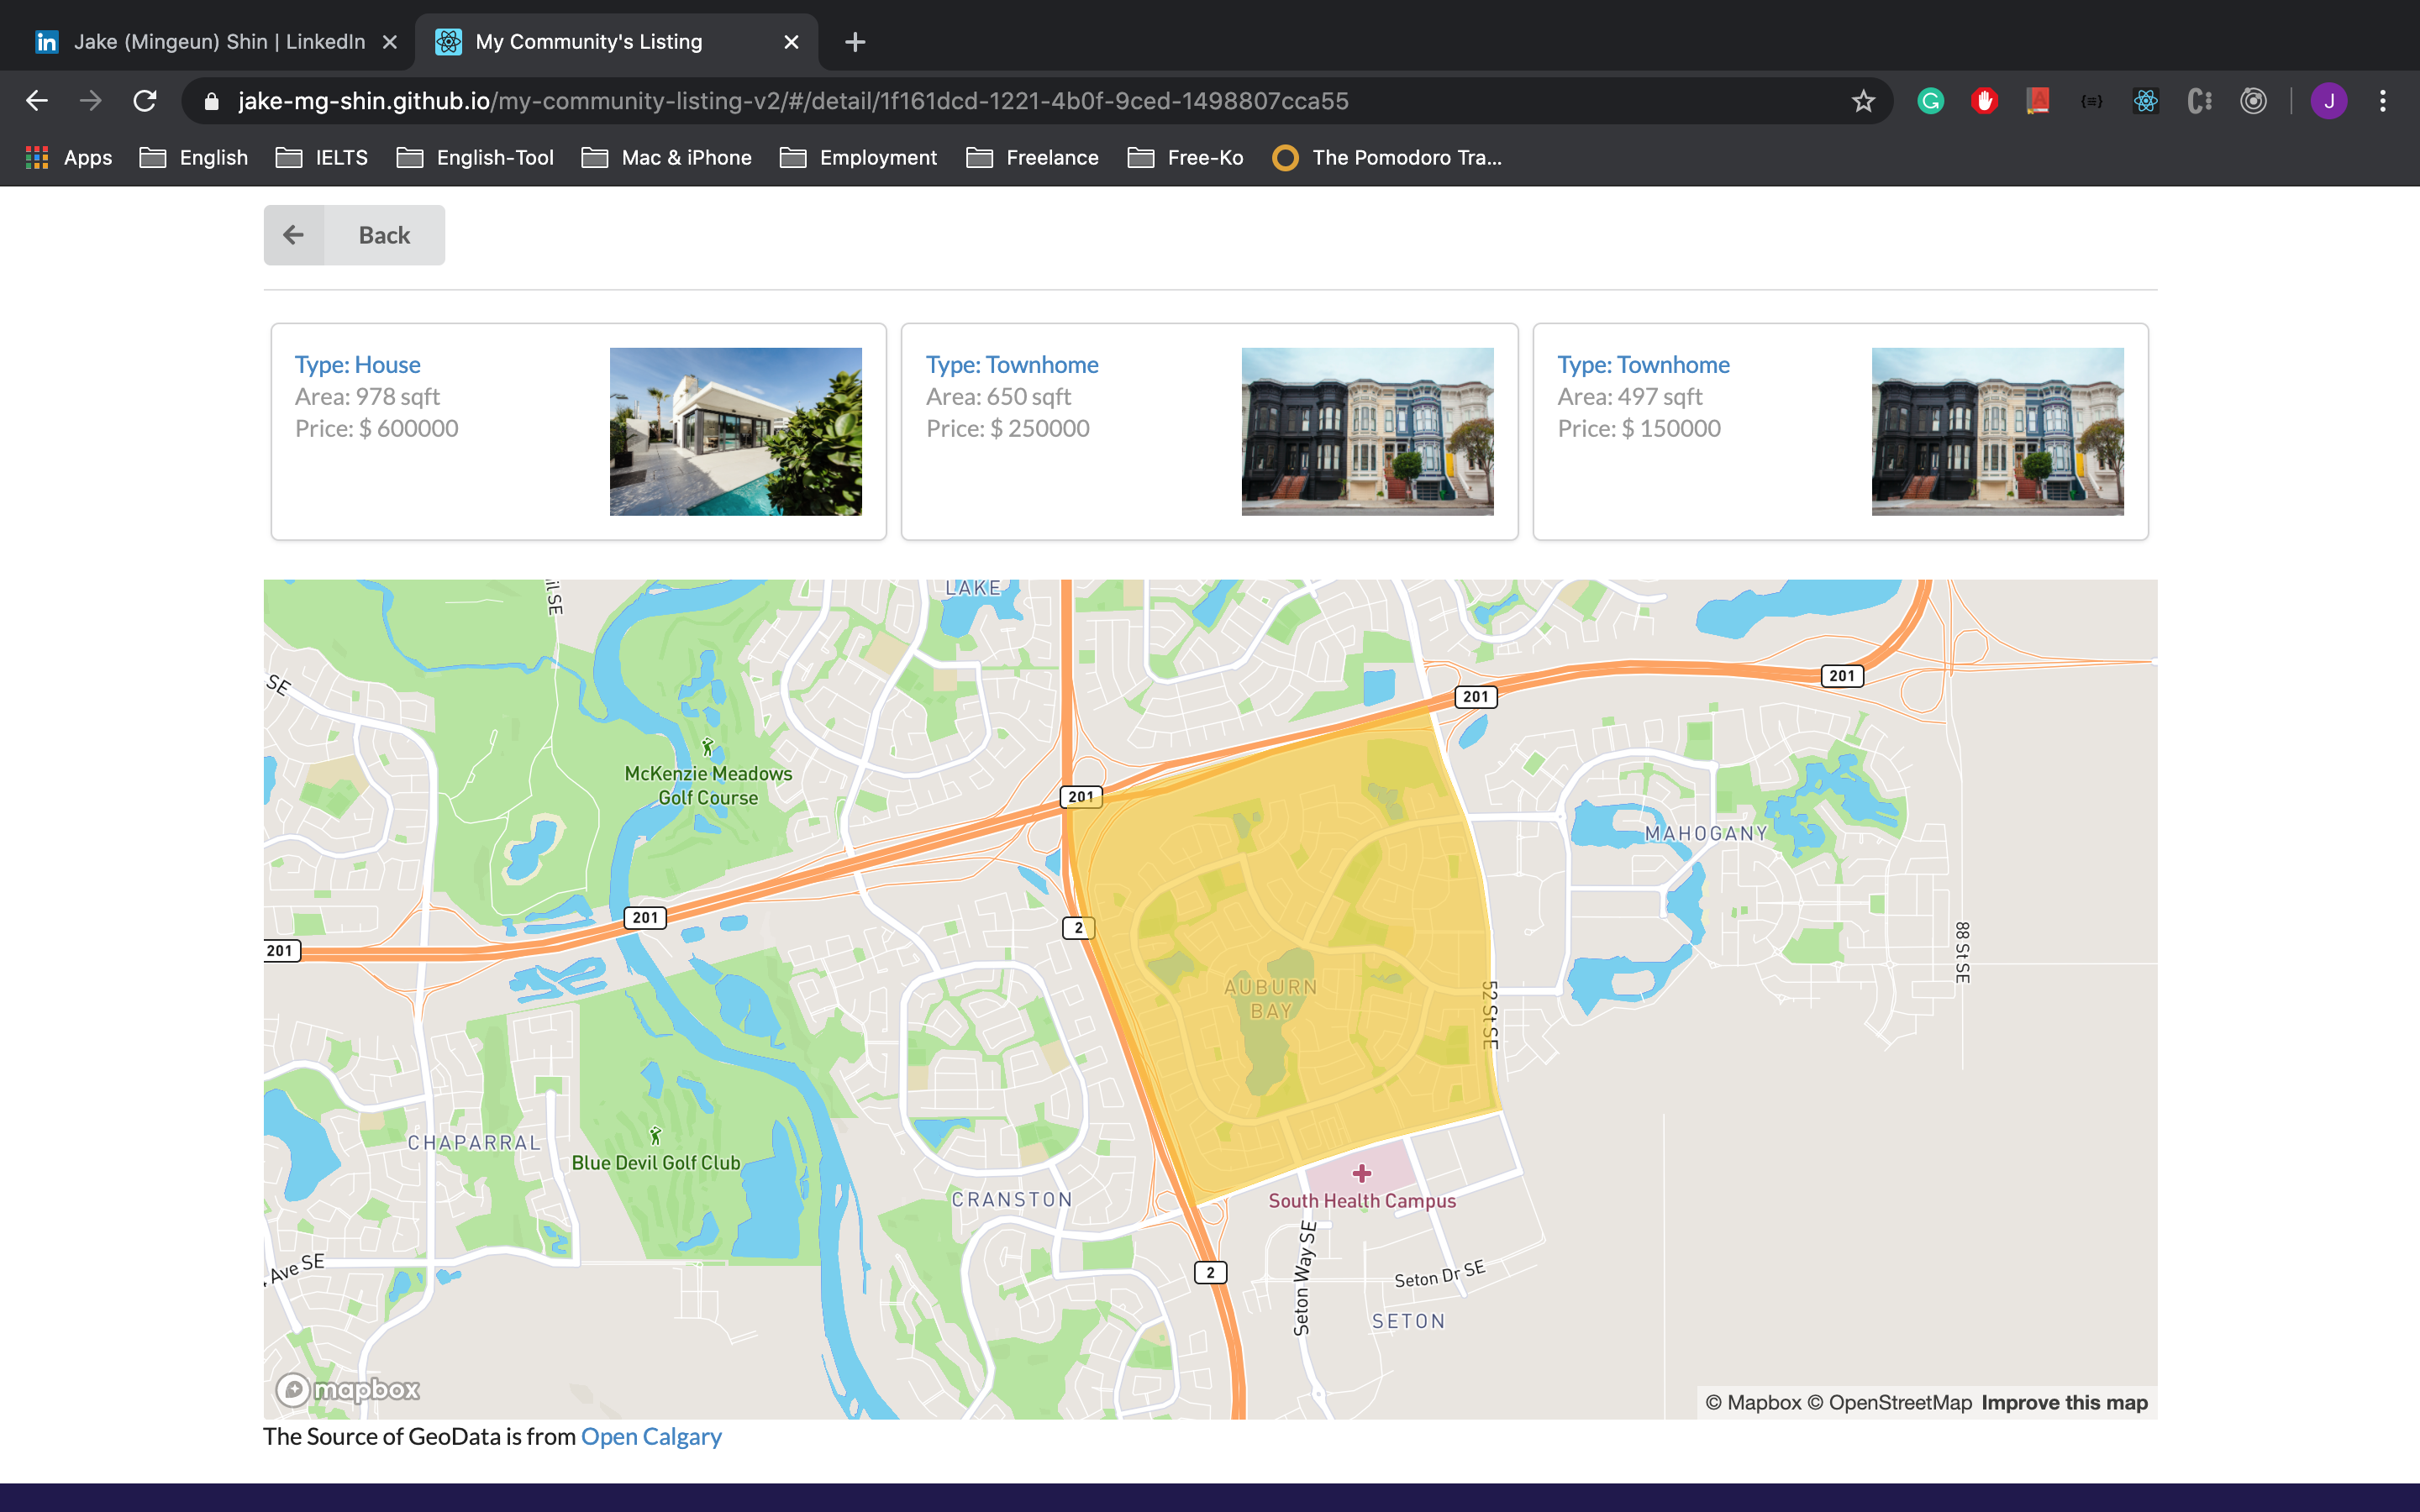 Jake (Mingeun) Shin | LinkedIn
My Community's Listing
jake-mg-shin.github.io/my-community-listing-v2/#/detail/1f161dcd-1221-4b0f-9ced-1498807cca55
J
Apps
English
IELTS
English-Tool
Mac & iPhone
Employment
Freelance
Free-Ko
The Pomodoro Tra...
Back
Type: House
Area: 978 sqft
Price: $ 600000
Type: Townhome
Area: 650 sqft
Price: $ 250000
Type: Townhome
Area: 497 sqft
Price: $ 150000
LAKE
SE
201
201
McKenzie Meadows
Golf Course
201
MAHOGANY
201
2
201
88 St SE
AUBURN
BAY
52 St SE
CHAPARRAL
Blue Devil Golf Club
CRANSTON
South Health Campus
Ave SE
2
Seton Way SE
Seton Dr SE
SETON
mapbox
© Mapbox © OpenStreetMap Improve this map
The Source of GeoData is from Open Calgary